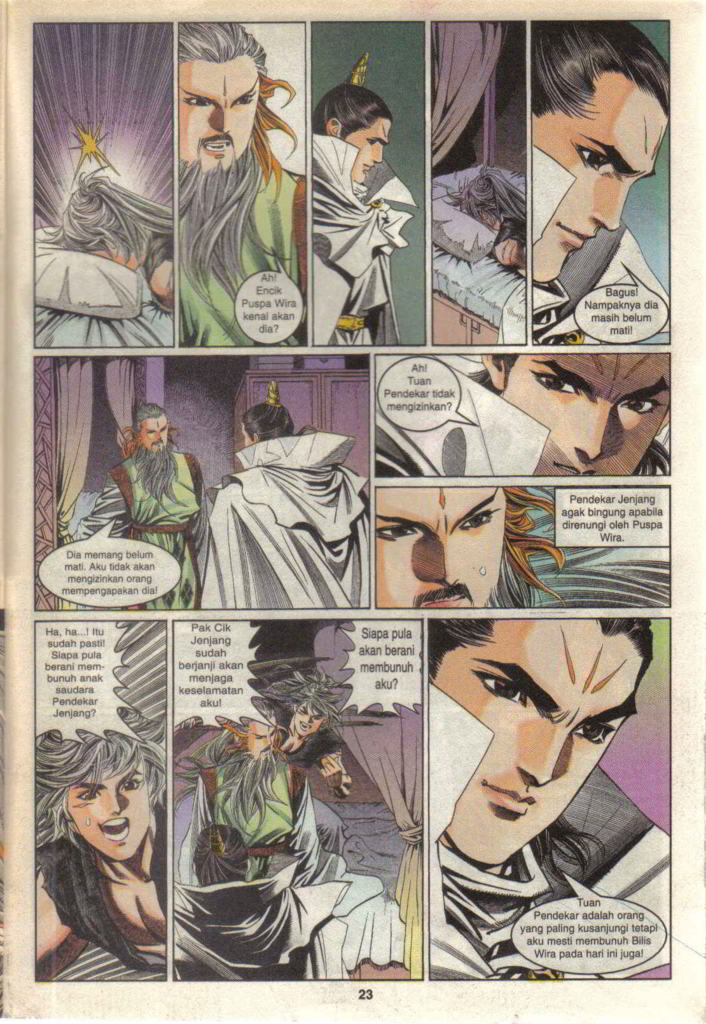 Ah!
Encik
Puspa Wira
kenal akan
dia?
Bagus!
Nampaknya dia
masih belum
mati!
Dia memang belum
mati. Aku tidak akan
mengizinkan orang
mempengapakan dia!
Ah!
Tuan
Pendekar tidak
mengizinkan?
Pendekar Jenjang
agak bingung apabila
direnungi oleh Puspa
Wira.
Ha, ha...! Itu
sudah pasti!
Siapa pula
berani mem-
bunuh anak
saudara
Pendekar
Jenjang?
Pak Cik
Jenjang
sudah
berjanji akan
menjaga
keselamatan
aku!
Siapa pula
akan berani
membunuh
aku?
Tuan
Pendekar adalah orang
yang paling kusanjungi tetapi
aku mesti membunuh Bilis
Wira pada hari ini juga!
23